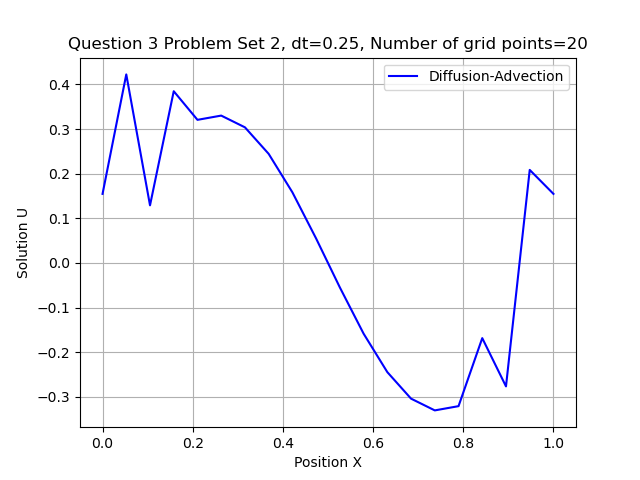 Question 3 Problem Set 2, dt=0.25, Number of grid points=20
Diffusion-Advection
0.4
0.3
0.2
0.1
0.0
−0.1
−0.2
−0.3
Solution U
0.0 0.2 0.4 0.6 0.8 1.0
Position X